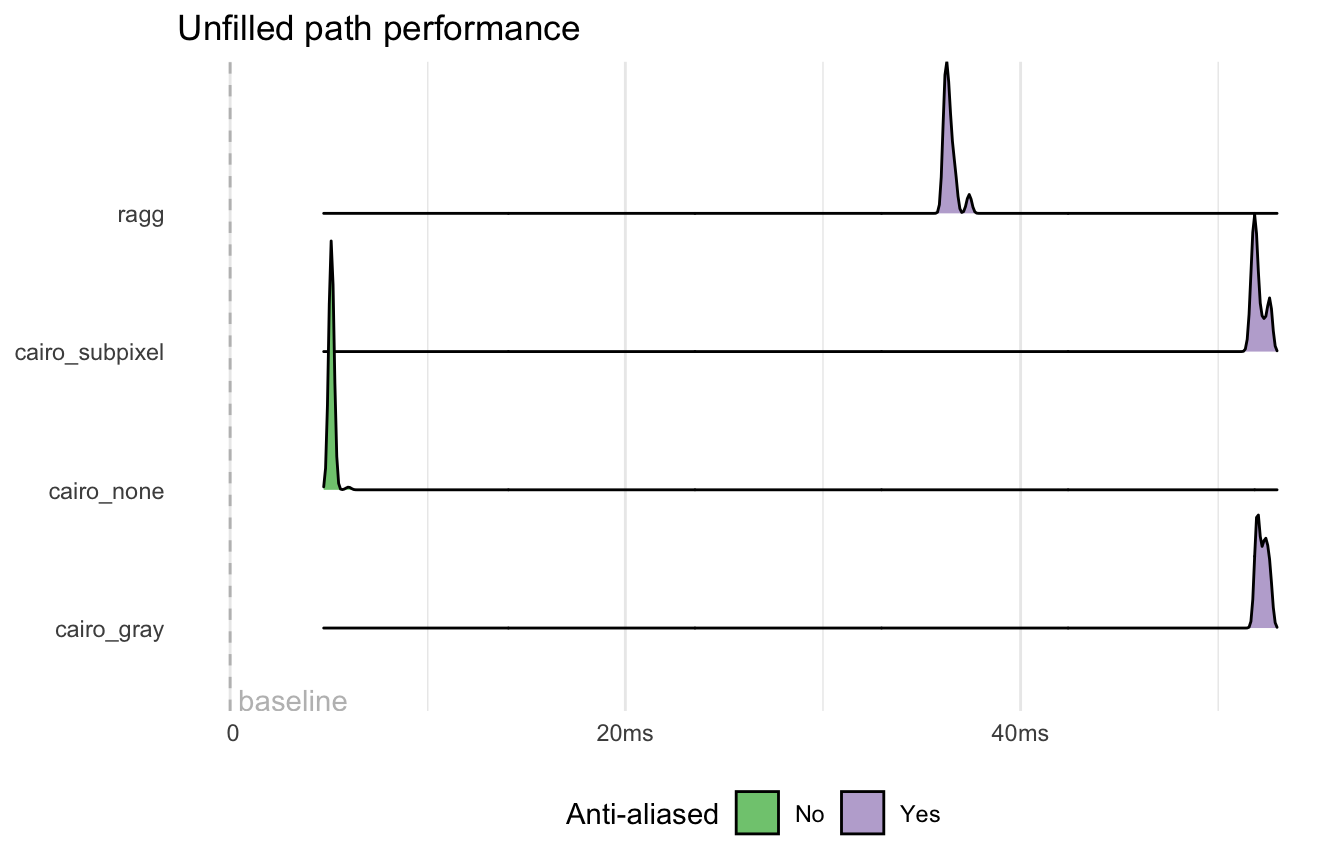 Unfilled path performance
ragg
cairo_subpixel
cairo_none
cairo_gray
baseline
0 20ms 40ms
Anti-aliased No Yes